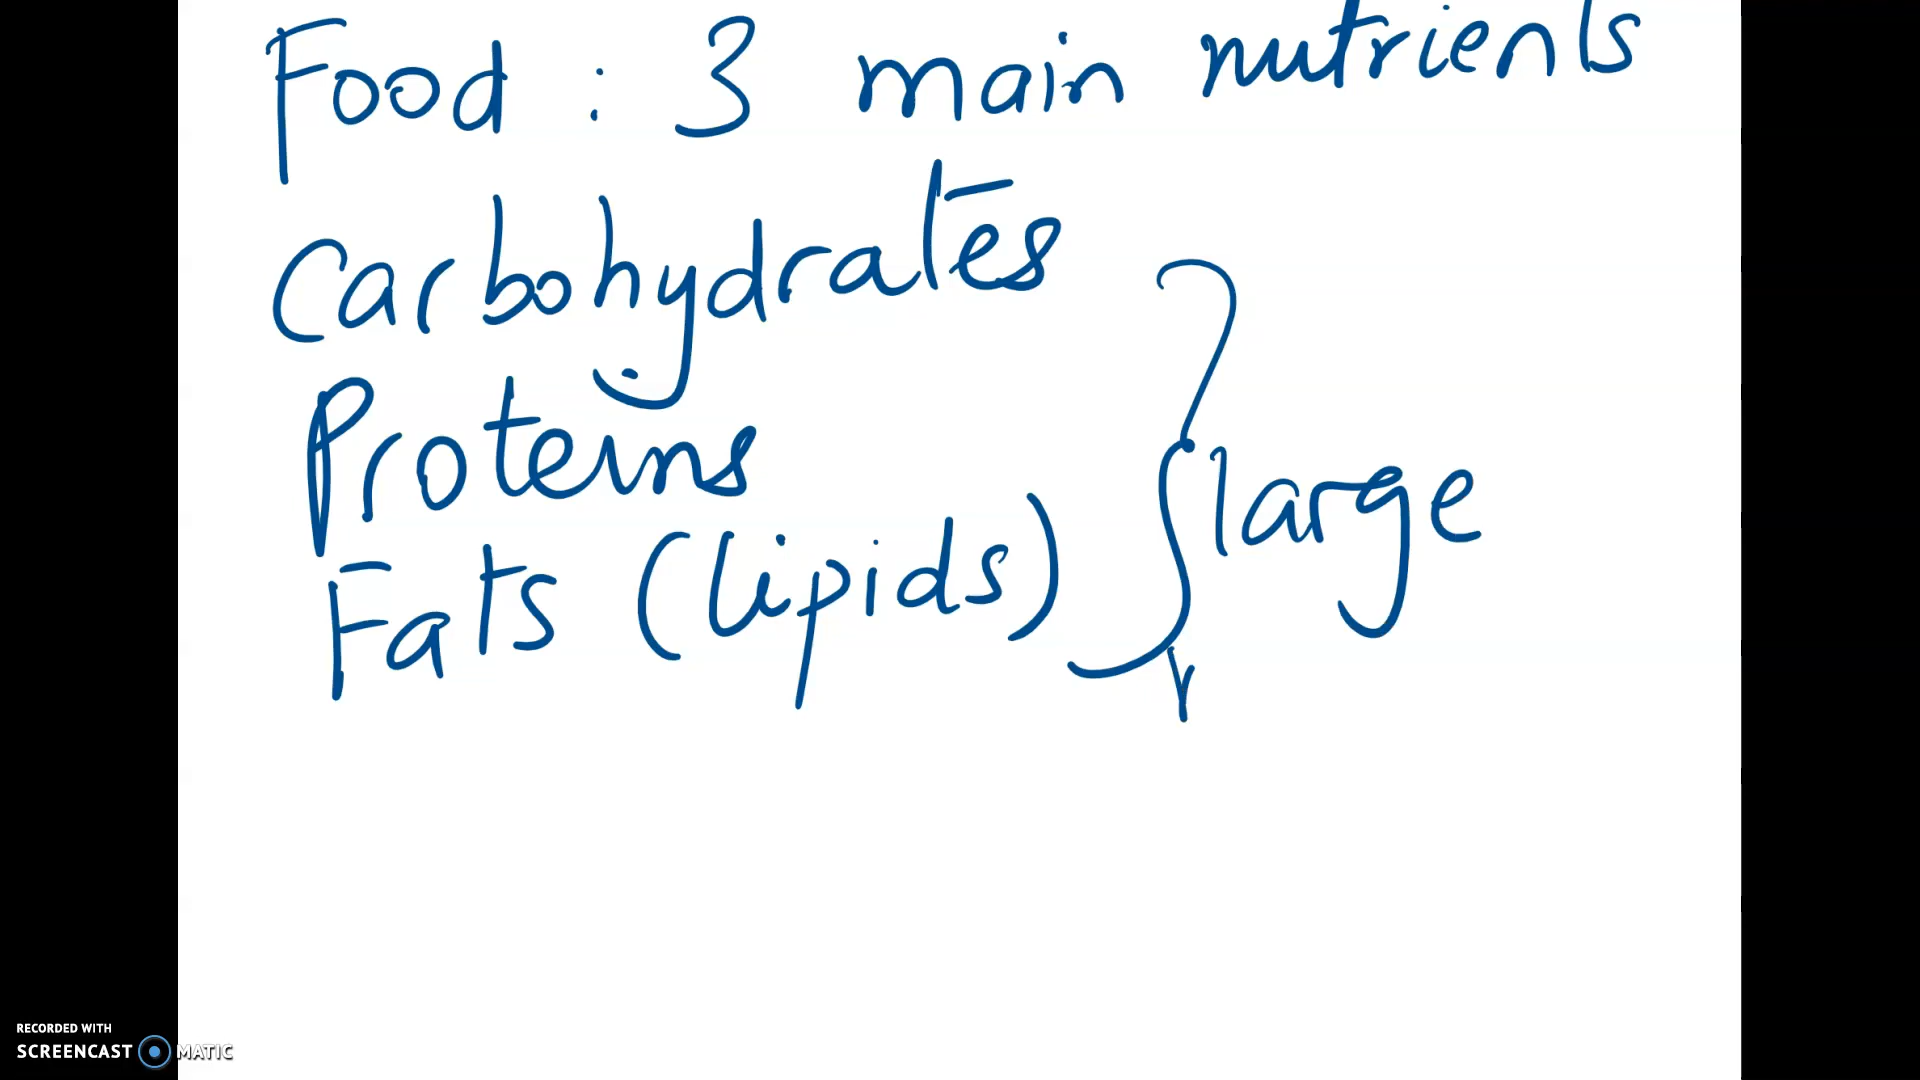 Food : 3 main nutrients
Carbohydrates
Proteins
Fats (lipids)
large
RECORDED WITH
SCREENCAST MATIC